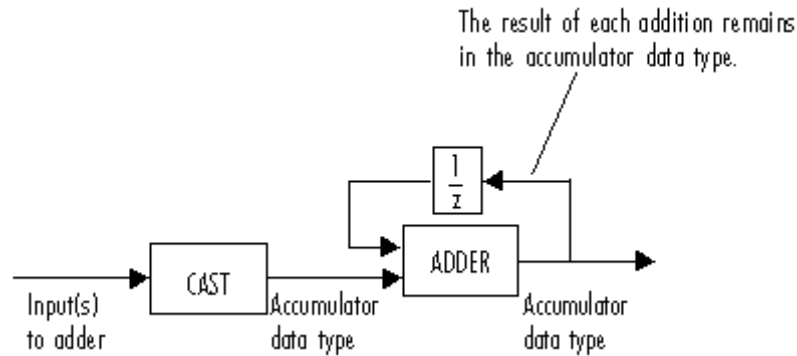 The result of each addition remains
in the accumulator data type.
1
z
ADDER
CAST
Input(s)
to adder
Accumulator
data type
Accumulator
data type